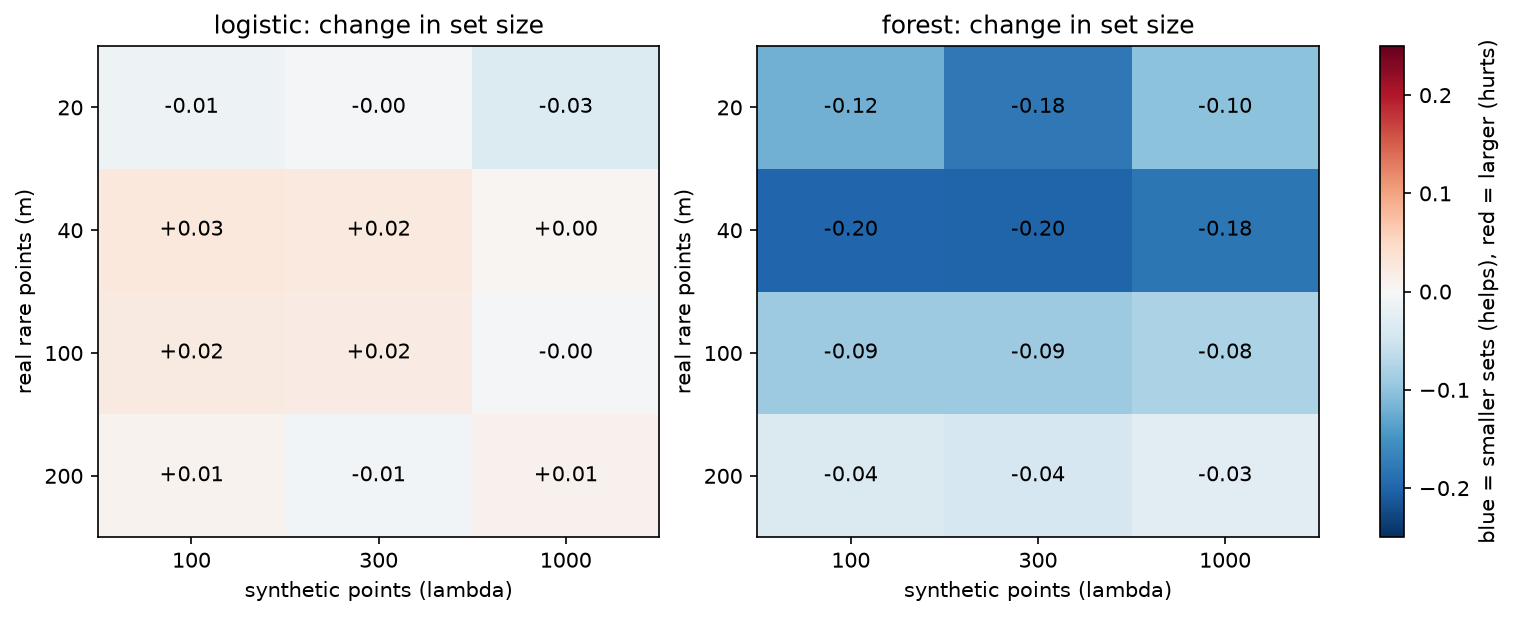 logistic: change in set size
real rare points (m)
20 -0.01 -0.00 -0.03
40 +0.03 +0.02 +0.00
100 +0.02 +0.02 -0.00
200 +0.01 -0.01 +0.01
100 300 1000
synthetic points (lambda)
forest: change in set size
real rare points (m)
20 -0.12 -0.18 -0.10
40 -0.20 -0.20 -0.18
100 -0.09 -0.09 -0.08
200 -0.04 -0.04 -0.03
100 300 1000
synthetic points (lambda)
0.2
0.1
0.0
−0.1
−0.2
blue = smaller sets (helps), red = larger (hurts)